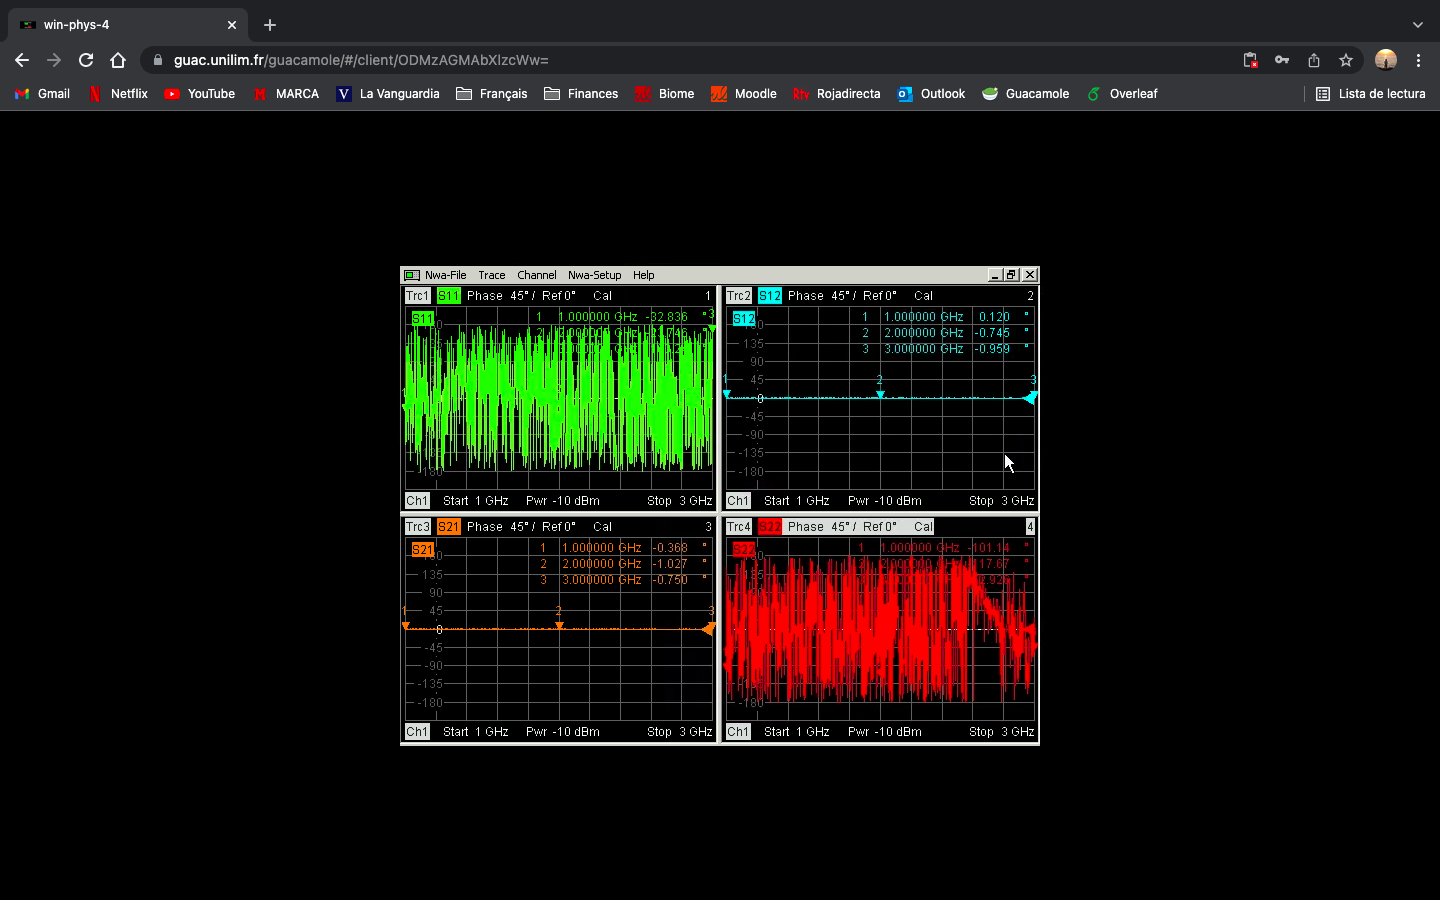 win-phys-4
guac.unilim.fr/guacamole/#/client/ODMzAGMAbXlzcWw=
Gmail Netflix YouTube MARCA La Vanguardia Français Finances Biome Moodle Rojadirecta Outlook Guacamole Overleaf Lista de lectura
Nwa-File Trace Channel Nwa-Setup Help
Trc1 S11 Phase 45°/ Ref 0° Cal 1
S11
1 1.000000 GHz -32.836 °
2
3
1
-180
Ch1 Start 1 GHz Pwr -10 dBm Stop 3 GHz
Trc2 S12 Phase 45°/ Ref 0° Cal 2
S12
1 1.000000 GHz 0.120 °
2 2.000000 GHz -0.745 °
3 3.000000 GHz -0.959 °
135
90
45
0
-45
-90
-135
-180
1 2 3
Ch1 Start 1 GHz Pwr -10 dBm Stop 3 GHz
Trc3 S21 Phase 45°/ Ref 0° Cal 3
S21
1 1.000000 GHz -0.368 °
2 2.000000 GHz -1.027 °
3 3.000000 GHz -0.750 °
135
90
45
0
-45
-90
-135
-180
1 2 3
Ch1 Start 1 GHz Pwr -10 dBm Stop 3 GHz
Trc4 S22 Phase 45°/ Ref 0° Cal 4
S22
1 1.000000 GHz -101.14 °
-180
Ch1 Start 1 GHz Pwr -10 dBm Stop 3 GHz